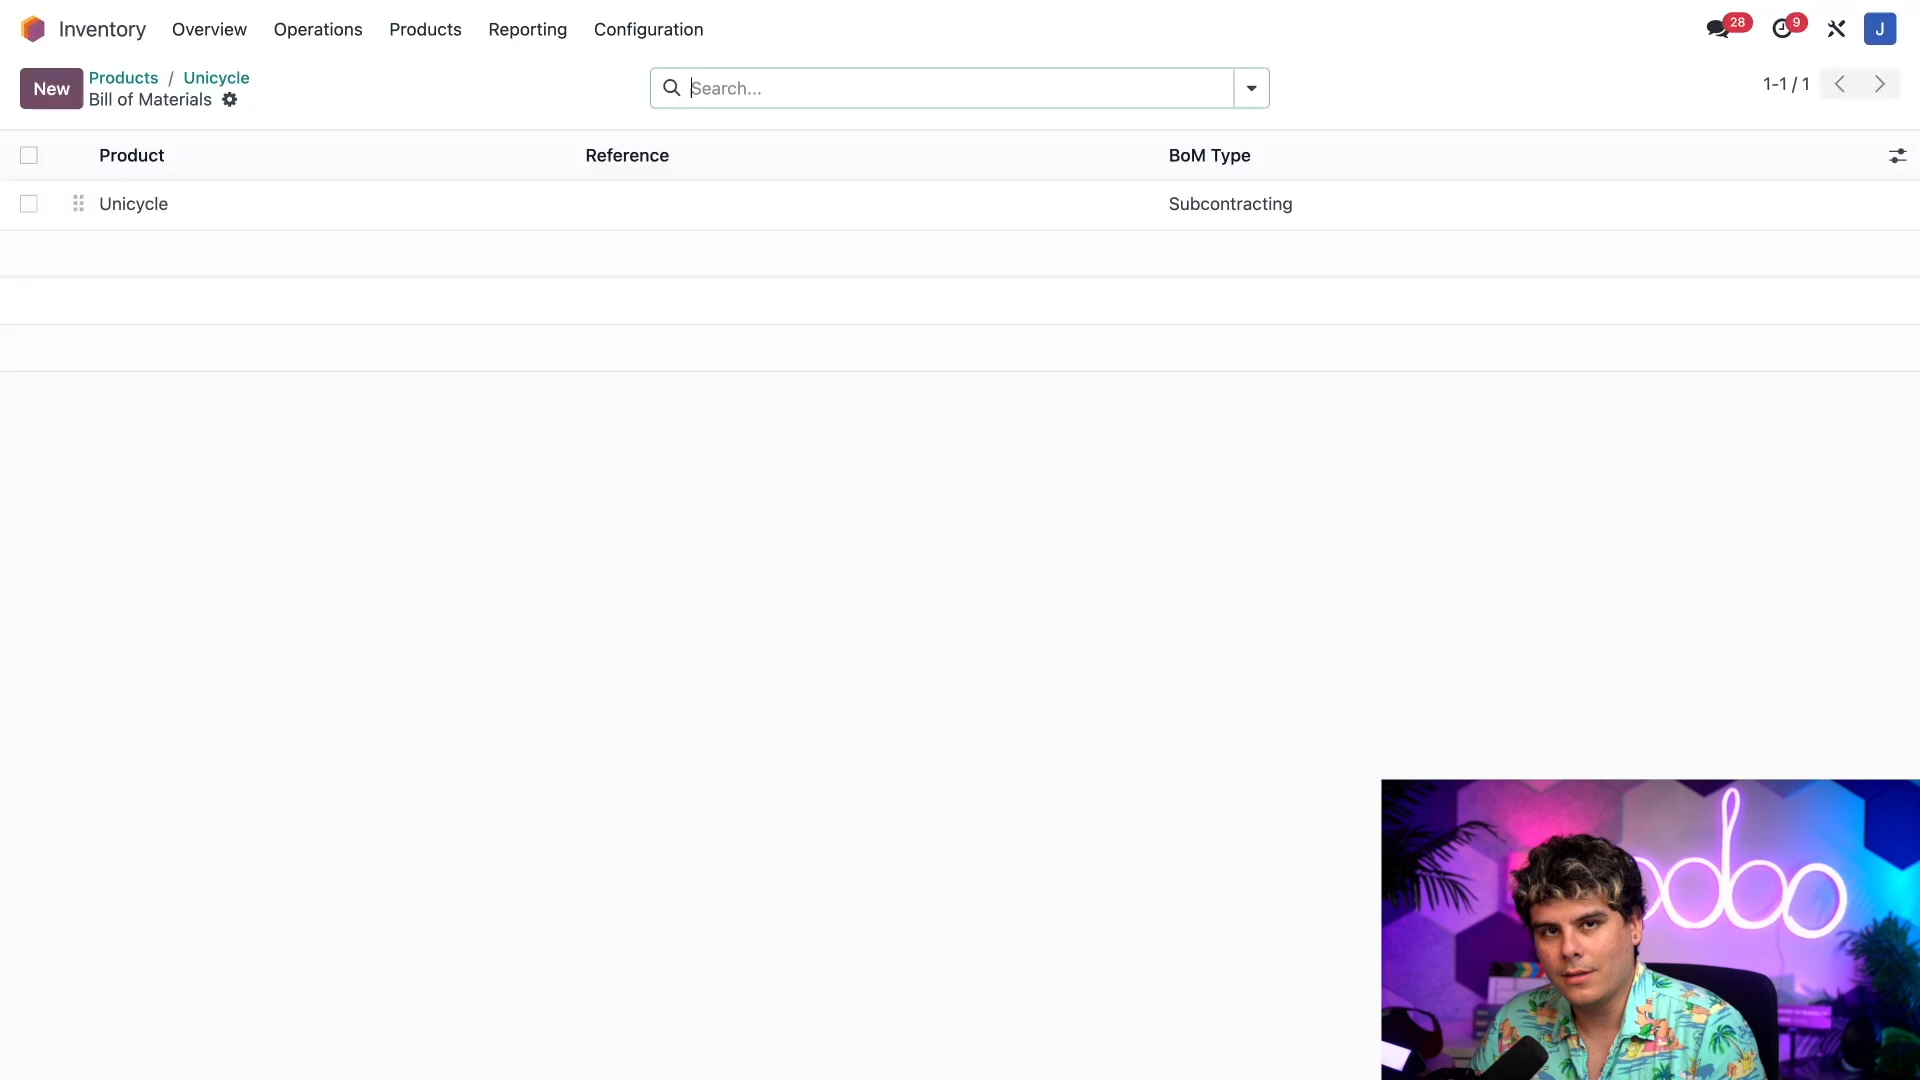 Inventory
Overview
Operations
Products
Reporting
Configuration
28
9
J
New
Products / Unicycle
Bill of Materials
Search...
1-1 / 1
Product
Reference
BoM Type
Unicycle
Subcontracting
odoo